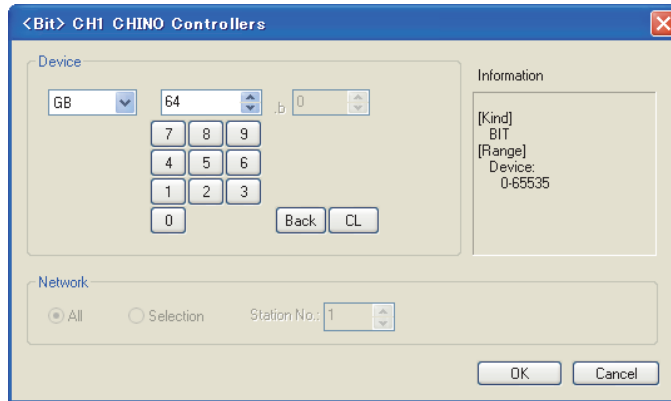 <Bit> CH1 CHINO Controllers
Device
GB 64 .b 0
7 8 9
4 5 6
1 2 3
0 Back CL
Information
[Kind]
BIT
[Range]
Device:
0-65535
Network
All Selection Station No.: 1
OK Cancel